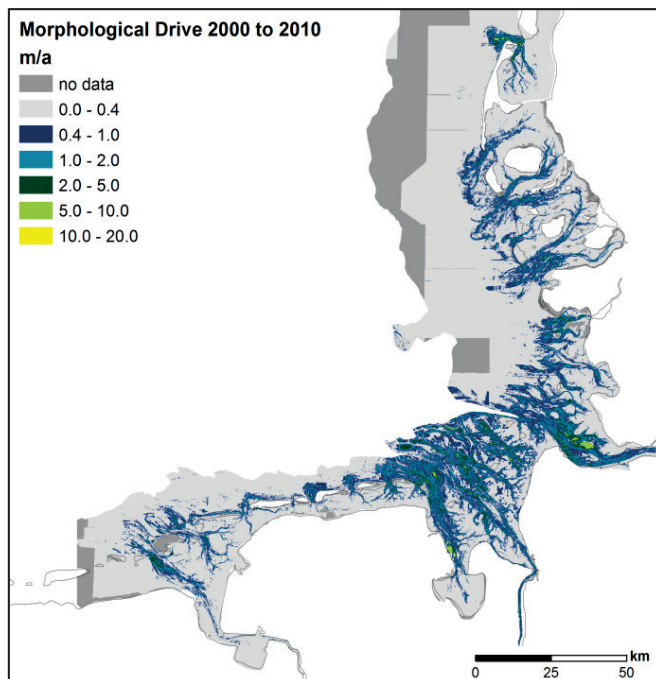 Morphological Drive 2000 to 2010
m/a
no data
0.0 - 0.4
0.4 - 1.0
1.0 - 2.0
2.0 - 5.0
5.0 - 10.0
10.0 - 20.0
km
0 25 50